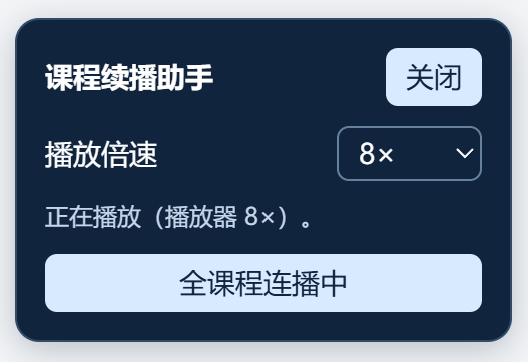 课程续播助手
关闭
播放倍速
8×
正在播放（播放器 8×）。
全课程连播中